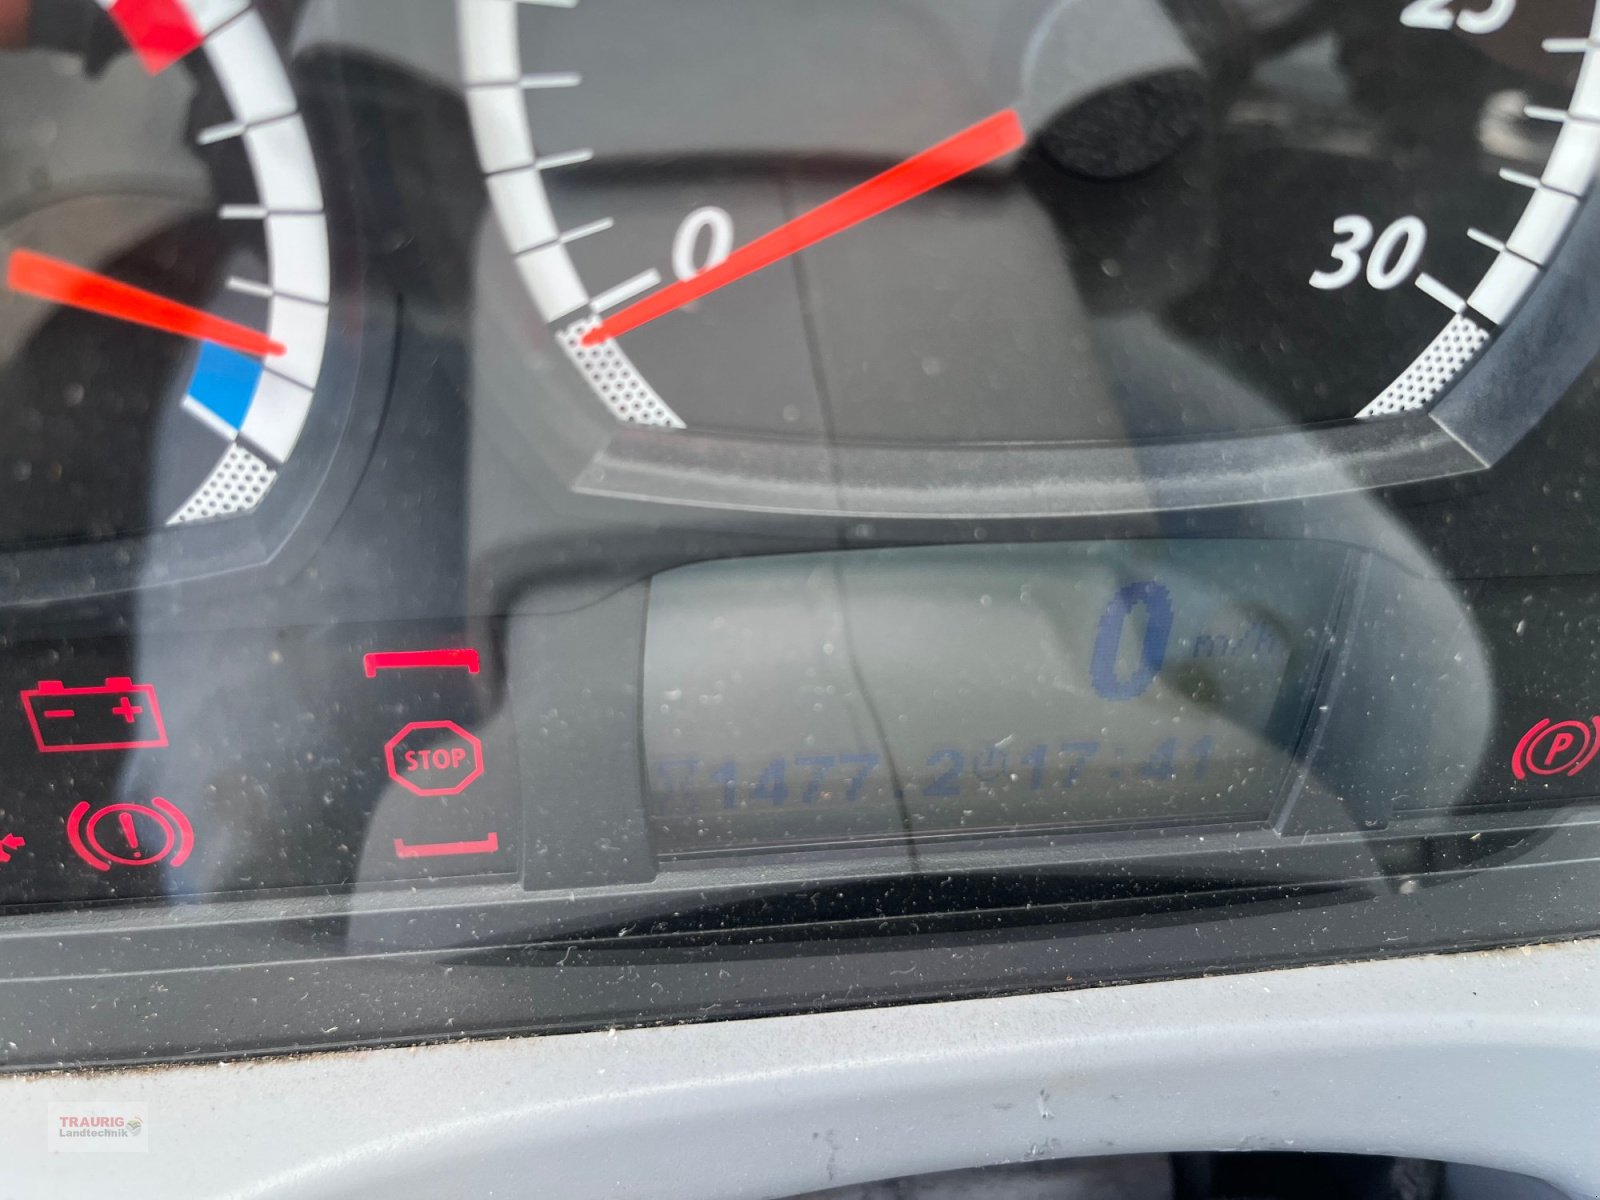 25
0
30
0 m/h
1477.2 17:41
STOP
P
TRAURIG
Landtechnik